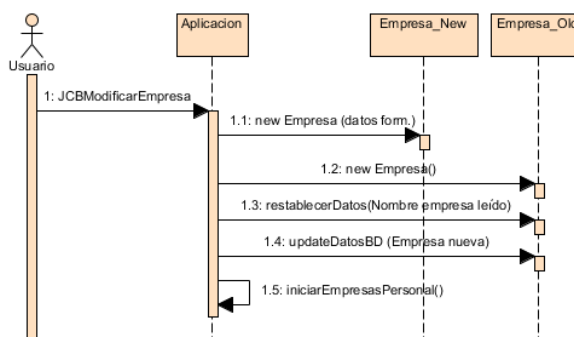 Aplicacion
Empresa_New
Empresa_Old
Usuario
1: JCBModificarEmpresa
1.1: new Empresa (datos form.)
1.2: new Empresa()
1.3: restablecerDatos(Nombre empresa leído)
1.4: updateDatosBD (Empresa nueva)
1.5: iniciarEmpresasPersonal()